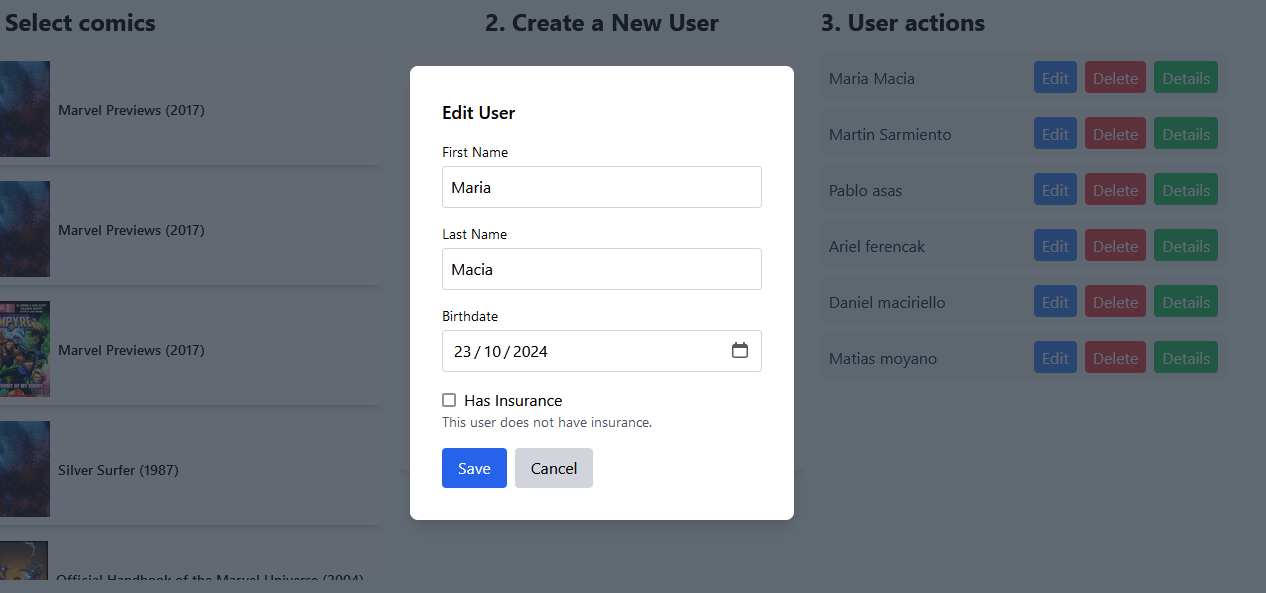 Select comics
Marvel Previews (2017)
Marvel Previews (2017)
Marvel Previews (2017)
Silver Surfer (1987)
Official Handbook of the Marvel Universe (2004)
2. Create a New User
Edit User
First Name
Maria
Last Name
Macia
Birthdate
23/10/2024
Has Insurance
This user does not have insurance.
Save Cancel
3. User actions
Maria Macia Edit Delete Details
Martin Sarmiento Edit Delete Details
Pablo asas Edit Delete Details
Ariel ferencak Edit Delete Details
Daniel maciriello Edit Delete Details
Matias moyano Edit Delete Details